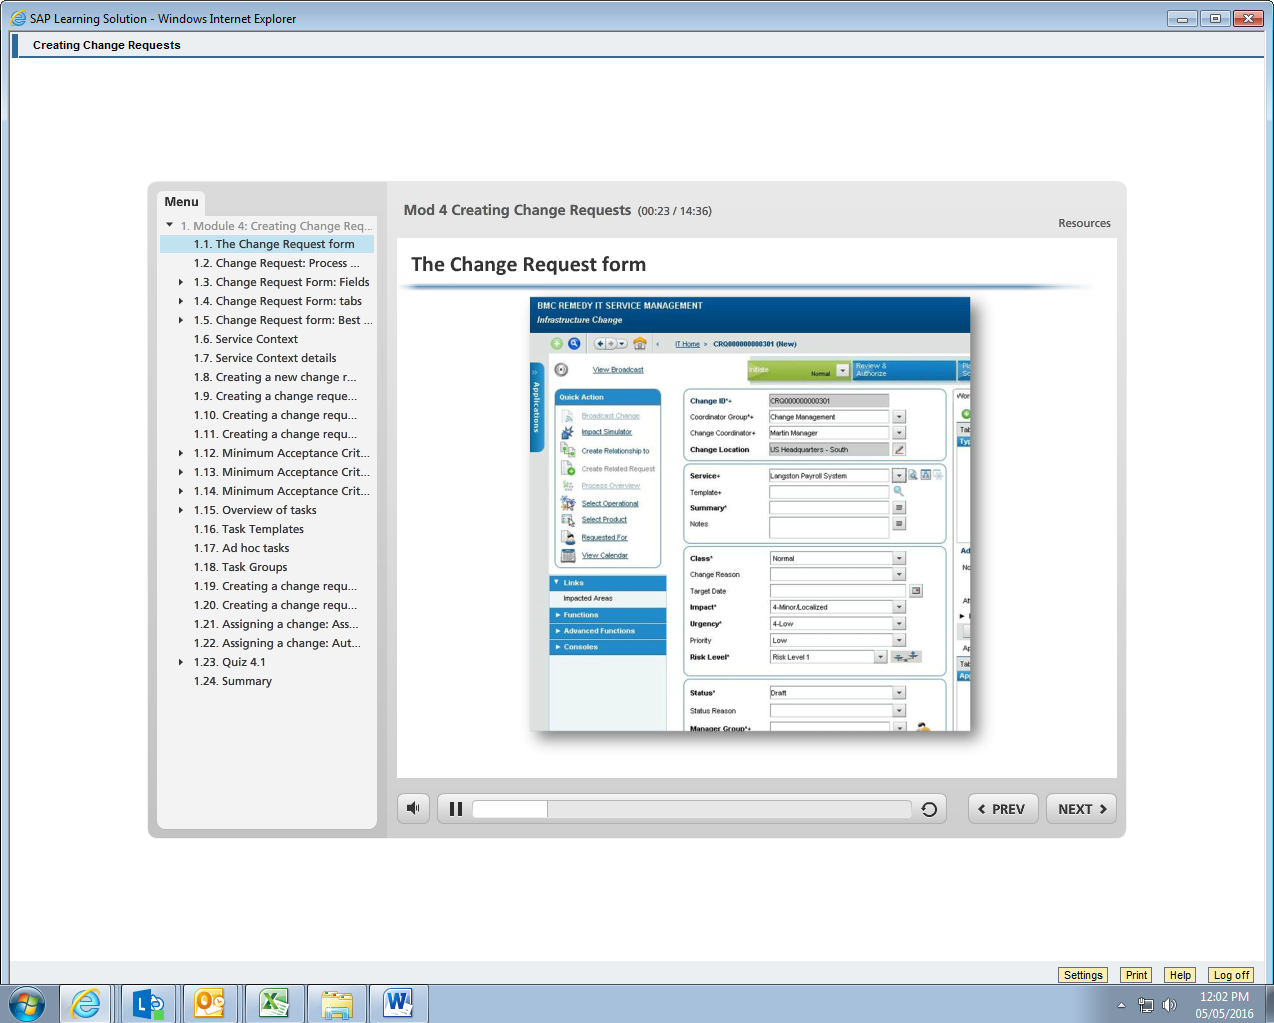 SAP Learning Solution - Windows Internet Explorer
Creating Change Requests
Menu
1. Module 4: Creating Change Req...
1.1. The Change Request form
1.2. Change Request: Process ...
1.3. Change Request Form: Fields
1.4. Change Request Form: tabs
1.5. Change Request form: Best ...
1.6. Service Context
1.7. Service Context details
1.8. Creating a new change r...
1.9. Creating a change reque...
1.10. Creating a change requ...
1.11. Creating a change requ...
1.12. Minimum Acceptance Crit...
1.13. Minimum Acceptance Crit...
1.14. Minimum Acceptance Crit...
1.15. Overview of tasks
1.16. Task Templates
1.17. Ad hoc tasks
1.18. Task Groups
1.19. Creating a change requ...
1.20. Creating a change requ...
1.21. Assigning a change: Ass...
1.22. Assigning a change: Aut...
1.23. Quiz 4.1
1.24. Summary
Mod 4 Creating Change Requests (00:23 / 14:36)
Resources
The Change Request form
BMC REMEDY IT SERVICE MANAGEMENT
Infrastructure Change
IT Home > CRQ000000000301 (New)
Applications
View Broadcast
Initiate
Normal
Review &
Authorize
Quick Action
Broadcast Change
Impact Simulator
Create Relationship to
Create Related Request
Process Overview
Select Operational
Select Product
Requested For
View Calendar
Links
Impacted Areas
Functions
Advanced Functions
Consoles
Change ID*+ CRQ000000000301
Coordinator Group*+ Change Management
Change Coordinator+ Martin Manager
Change Location US Headquarters - South
Service+ Langston Payroll System
Template+
Summary*
Notes
Class* Normal
Change Reason
Target Date
Impact* 4-Minor/Localized
Urgency* 4-Low
Priority Low
Risk Level* Risk Level 1
Status* Draft
Status Reason
Manager Group*+
PREV
NEXT
Settings
Print
Help
Log off
12:02 PM
05/05/2016